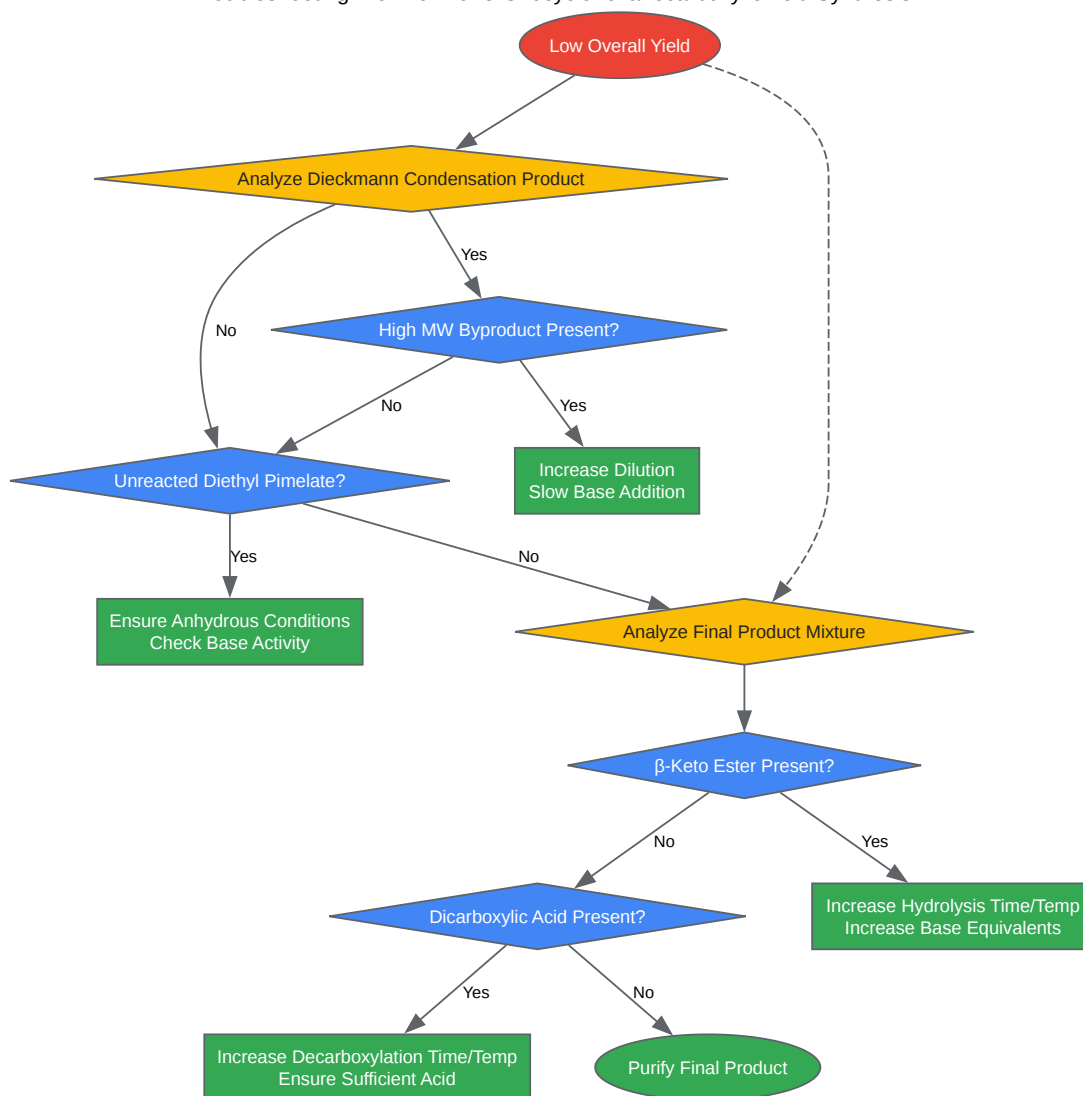 Low Overall Yield
Analyze Dieckmann Condensation Product
Yes
High MW Byproduct Present?
No
No
Yes
Increase Dilution
Slow Base Addition
Unreacted Diethyl Pimelate?
Yes
No
Ensure Anhydrous Conditions
Check Base Activity
Analyze Final Product Mixture
β-Keto Ester Present?
No
Yes
Increase Hydrolysis Time/Temp
Increase Base Equivalents
Dicarboxylic Acid Present?
Yes
No
Increase Decarboxylation Time/Temp
Ensure Sufficient Acid
Purify Final Product